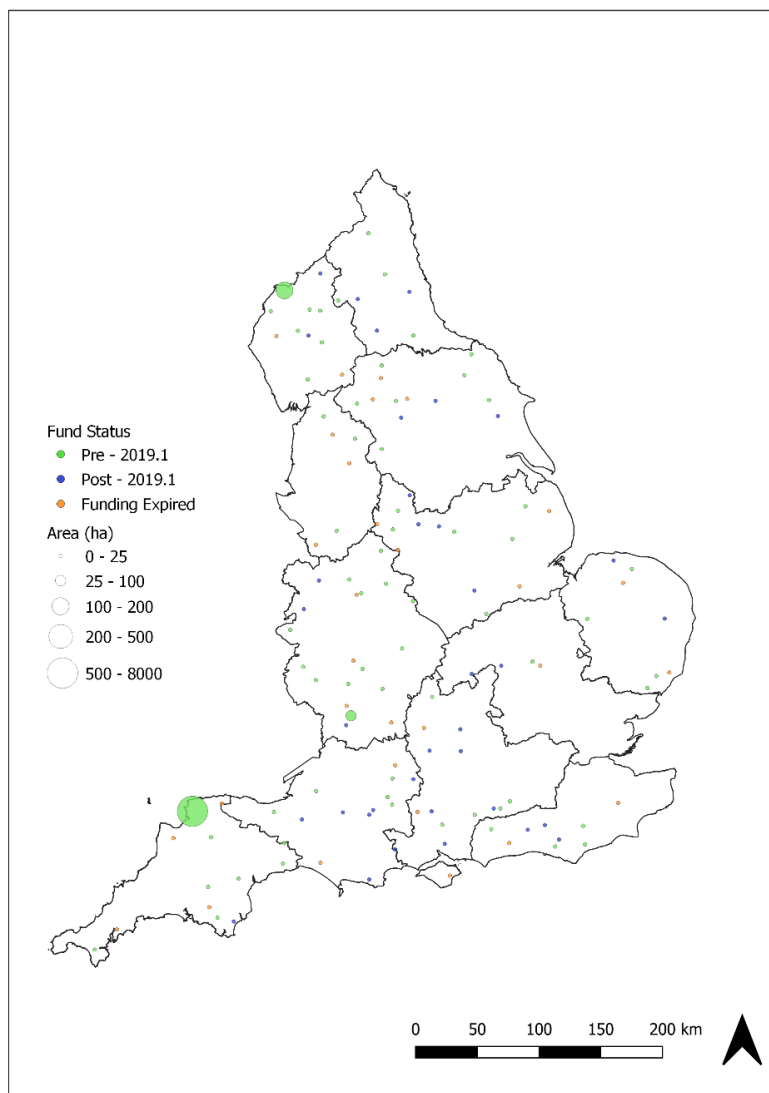 Fund Status
Pre - 2019.1
Post - 2019.1
Funding Expired
Area (ha)
0 - 25
25 - 100
100 - 200
200 - 500
500 - 8000
0 50 100 150 200 km